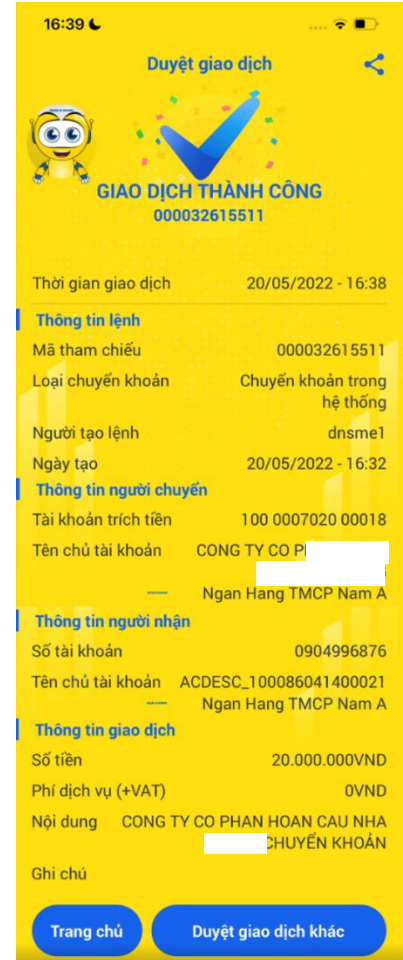 16:39
Duyệt giao dịch
GIAO DỊCH THÀNH CÔNG
000032615511
Thời gian giao dịch 20/05/2022 - 16:38
Thông tin lệnh
Mã tham chiếu 000032615511
Loại chuyển khoản Chuyển khoản trong
hệ thống
Người tạo lệnh dnsme1
Ngày tạo 20/05/2022 - 16:32
Thông tin người chuyển
Tài khoản trích tiền 100 0007020 00018
Tên chủ tài khoản CONG TY CO
Ngan Hang TMCP Nam A
Thông tin người nhận
Số tài khoản 0904996876
Tên chủ tài khoản ACDESC_100086041400021
Ngan Hang TMCP Nam A
Thông tin giao dịch
Số tiền 20.000.000VND
Phí dịch vụ (+VAT) 0VND
Nội dung CONG TY CO PHAN HOAN CAU NHA
CHUYỂN KHOẢN
Ghi chú
Trang chủ
Duyệt giao dịch khác